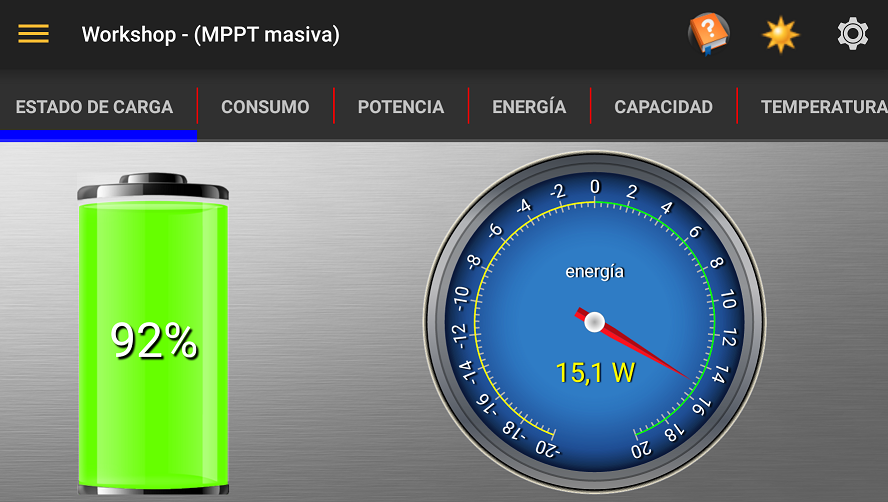 Workshop - (MPPT masiva)
?
ESTADO DE CARGA
CONSUMO
POTENCIA
ENERGÍA
CAPACIDAD
TEMPERATURA
92%
-20
-18
-16
-14
-12
-10
-8
-6
-4
-2
0
2
4
6
8
10
12
14
16
18
20
energía
15,1 W